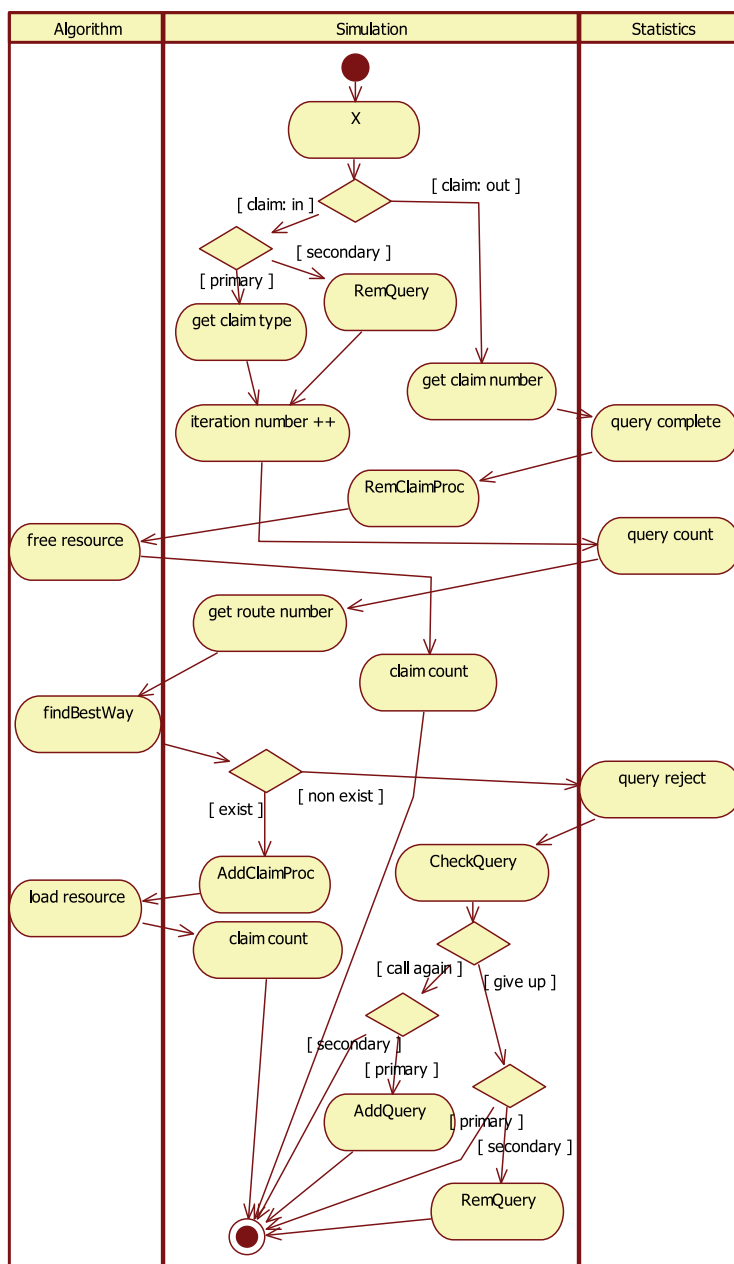 Algorithm
Simulation
Statistics
X
[ claim: out ]
[ claim: in ]
[ secondary ]
[ primary ]
RemQuery
get claim type
get claim number
iteration number ++
query complete
RemClaimProc
free resource
query count
get route number
claim count
findBestWay
query reject
[ non exist ]
[ exist ]
AddClaimProc
CheckQuery
load resource
claim count
[ call again ]
[ give up ]
[ secondary ]
[ primary ]
AddQuery
[ primary ]
[ secondary ]
RemQuery